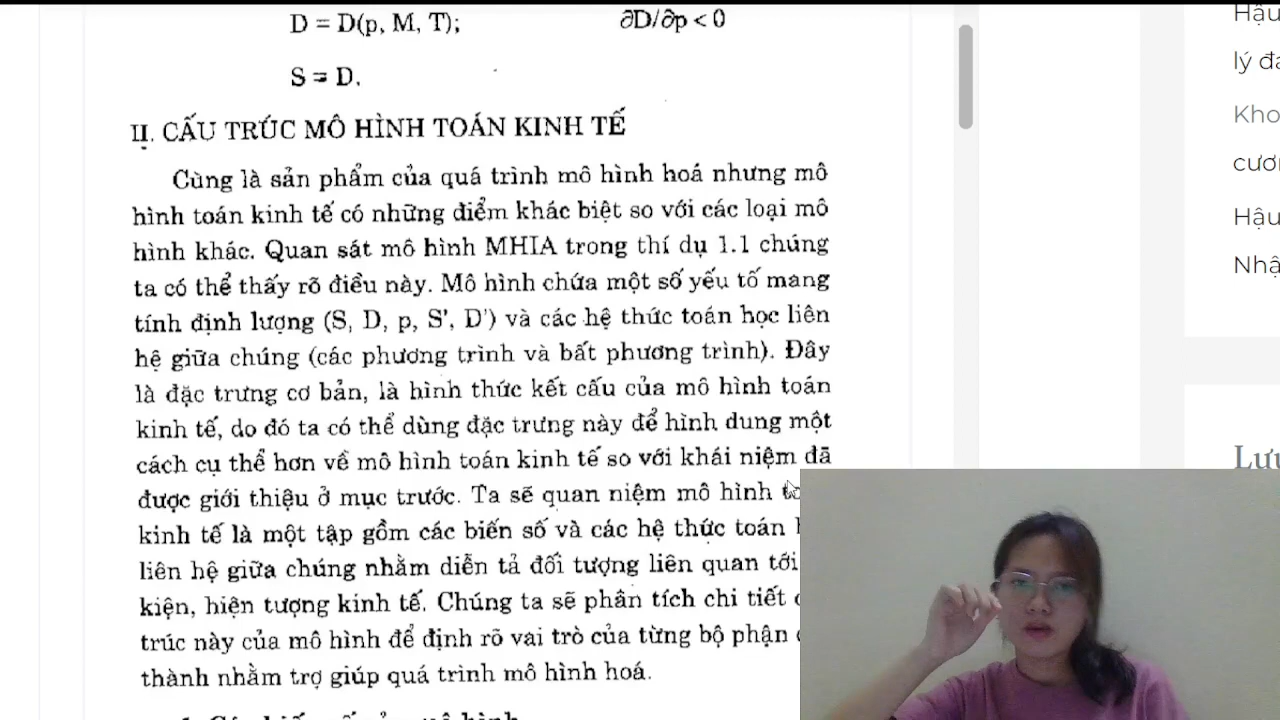 D = D(p, M, T);
∂D/∂p < 0
S = D.
II. CẤU TRÚC MÔ HÌNH TOÁN KINH TẾ
Cùng là sản phẩm của quá trình mô hình hoá nhưng mô
hình toán kinh tế có những điểm khác biệt so với các loại mô
hình khác. Quan sát mô hình MHIA trong thí dụ 1.1 chúng
ta có thể thấy rõ điều này. Mô hình chứa một số yếu tố mang
tính định lượng (S, D, p, S', D') và các hệ thức toán học liên
hệ giữa chúng (các phương trình và bất phương trình). Đây
là đặc trưng cơ bản, là hình thức kết cấu của mô hình toán
kinh tế, do đó ta có thể dùng đặc trưng này để hình dung một
cách cụ thể hơn về mô hình toán kinh tế so với khái niệm đã
được giới thiệu ở mục trước. Ta sẽ quan niệm mô hình
kinh tế là một tập gồm các biến số và các hệ thức toán
liên hệ giữa chúng nhằm diễn tả đối tượng liên quan tới
kiện, hiện tượng kinh tế. Chúng ta sẽ phân tích chi tiết
trúc này của mô hình để định rõ vai trò của từng bộ phận
thành nhằm trợ giúp quá trình mô hình hoá.
Hậu
lý đa
Kho
cươ
Hậu
Nhậ
Lưu